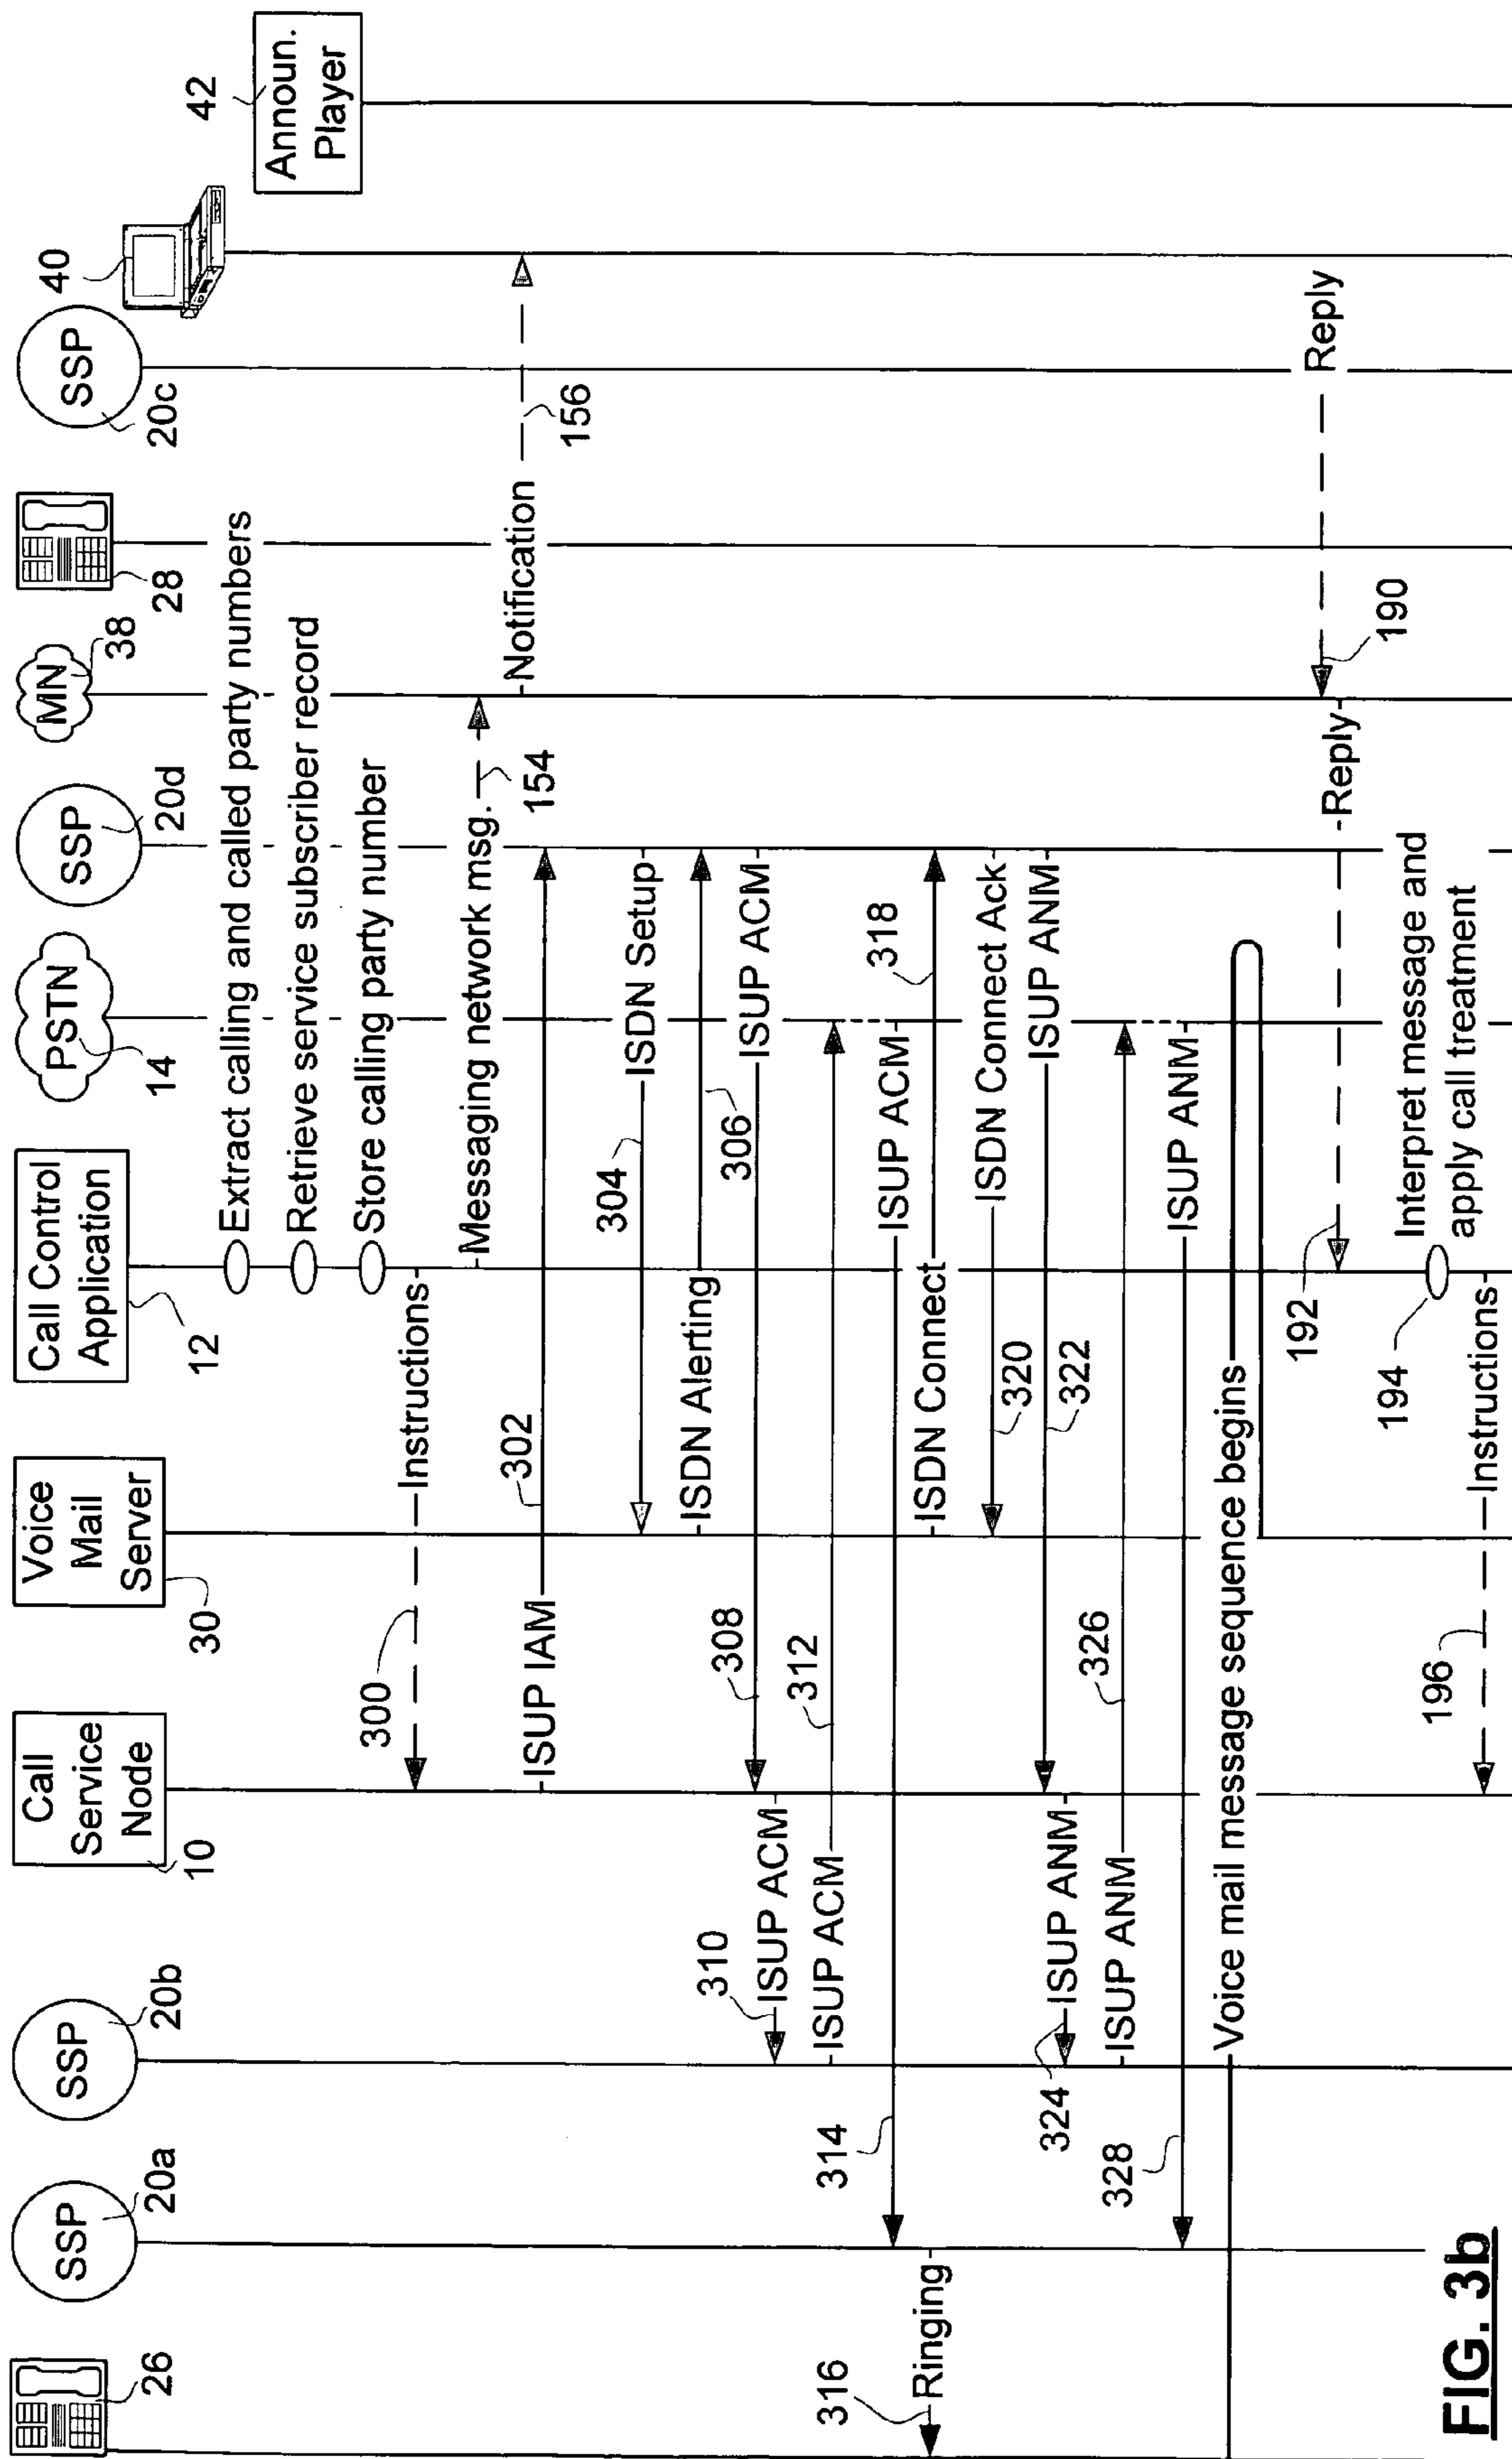 26
SSP
20a
SSP
20b
Call
Service
Node
10
Voice
Mail
Server
30
Call Control
Application
12
PSTN
14
SSP
20d
MN
38
28
SSP
20c
40
Announ.
Player
42
Extract calling and called party numbers
Retrieve service subscriber record
Store calling party number
300
Instructions
Messaging network msg.
154
Notification
156
ISUP IAM
302
304
ISDN Setup
ISDN Alerting
306
308
ISUP ACM
310
ISUP ACM
ISUP ACM
312
314
ISUP ACM
316
Ringing
ISDN Connect
318
320
ISDN Connect Ack
322
ISUP ANM
324
ISUP ANM
ISUP ANM
326
328
ISUP ANM
Voice mail message sequence begins
Reply
190
192
Reply
194
Interpret message and
apply call treatment
196
Instructions
FIG. 3b